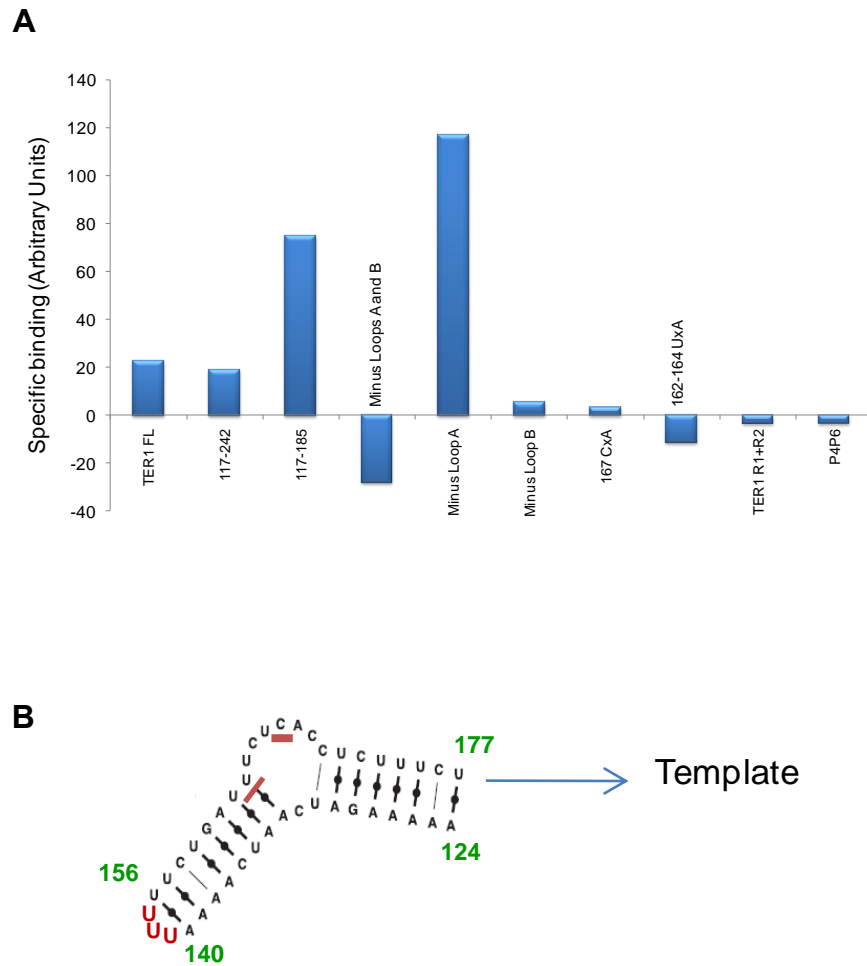 A
Specific binding (Arbitrary Units)
140
120
100
80
60
40
20
0
-20
-40
TER1 FL
117-242
117-185
Minus Loops A and B
Minus Loop A
Minus Loop B
167 CxA
162-164 UxA
TER1 R1+R2
P4P6
B
156
140
177
124
U U U
U U C U G A U U U C U C A C C U C U U U C U
A A A A C U A A C U A G A A A A A
Template